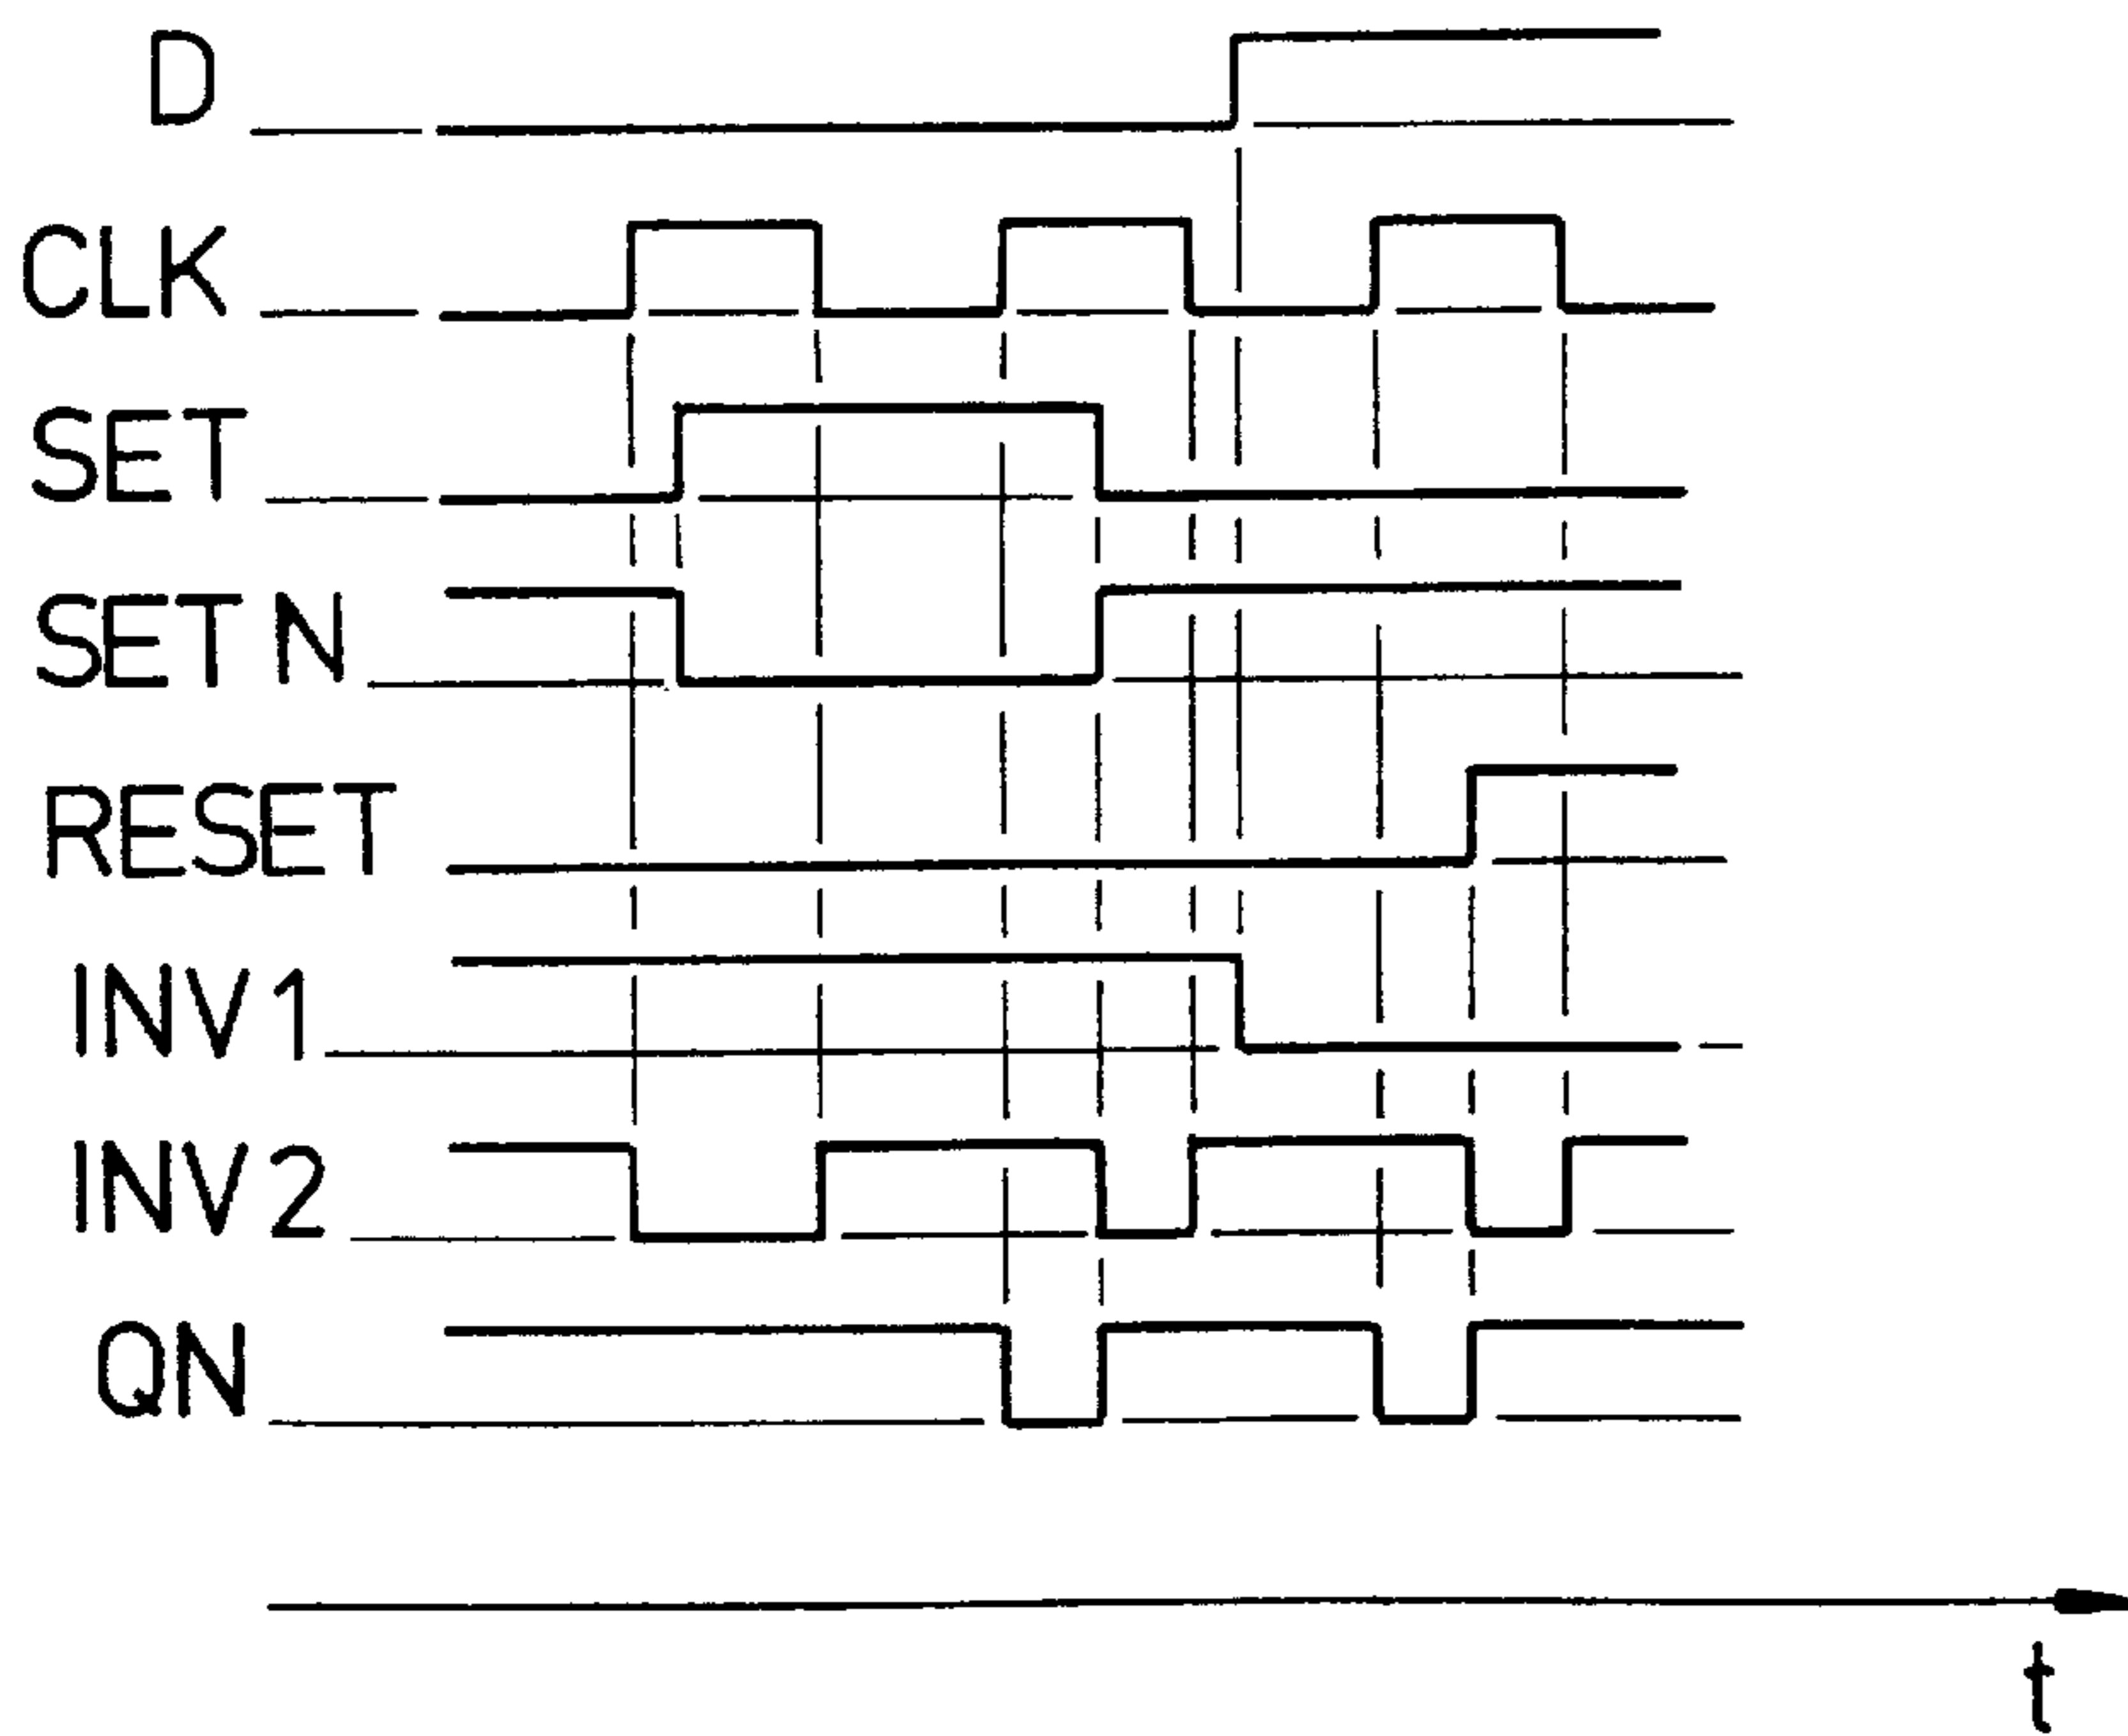 D
CLK
SET
SET N
RESET
INV1
INV2
QN
t